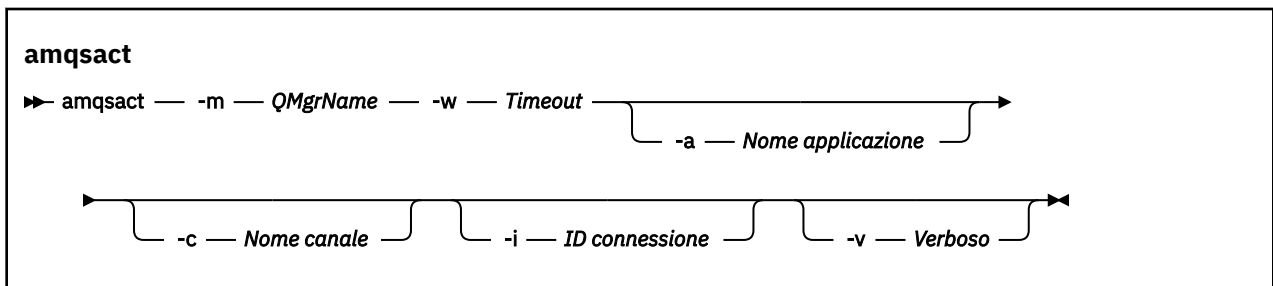 amqsact
amqsact -m QMgrName -w Timeout
-a Nome applicazione
-c Nome canale -i ID connessione -v Verboso